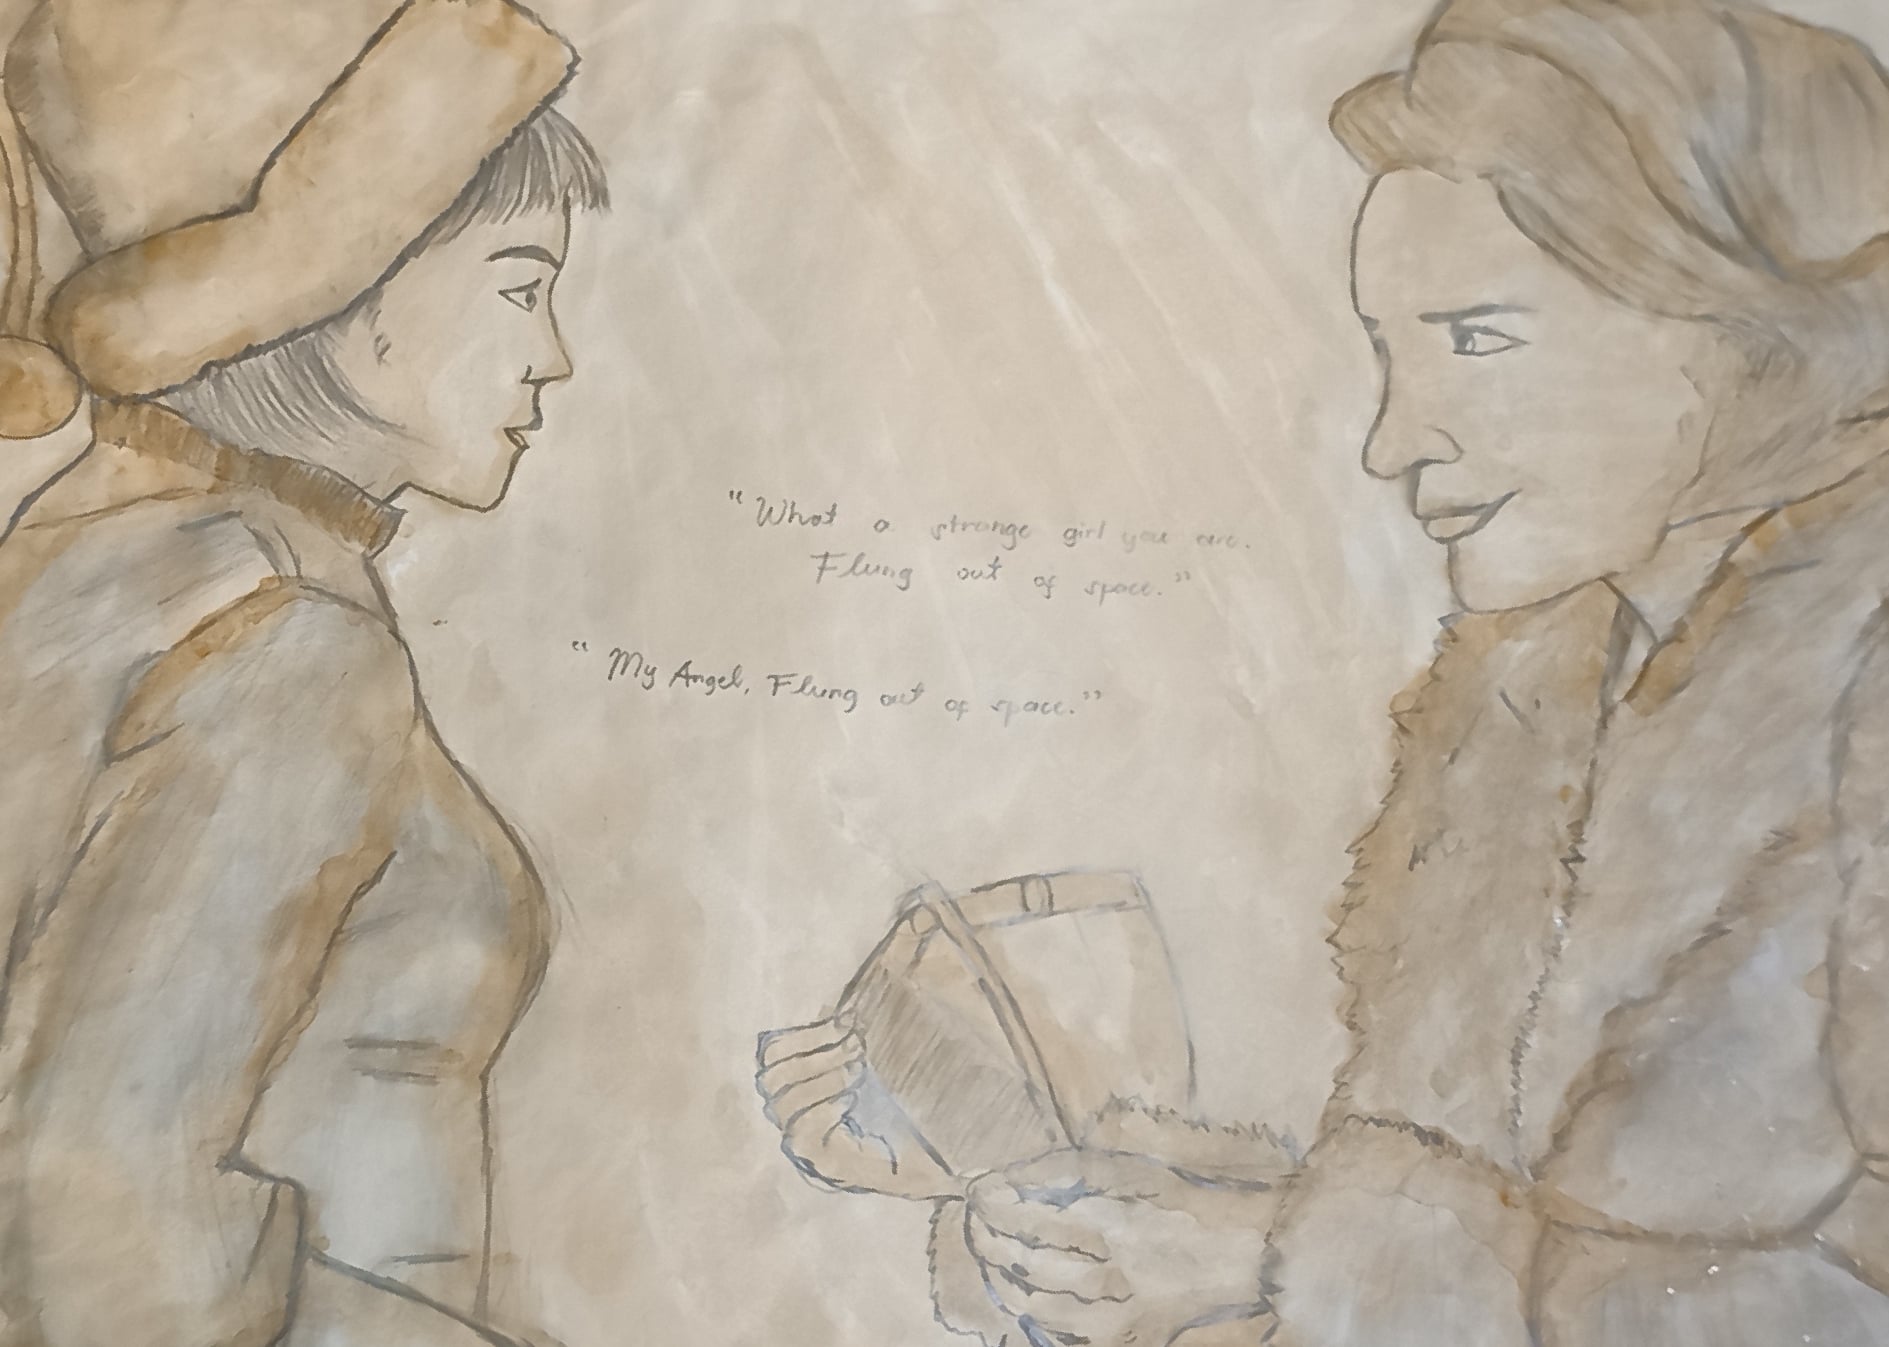 "What a strange girl you are.
Flung out of space."
"My Angel, Flung out of space."